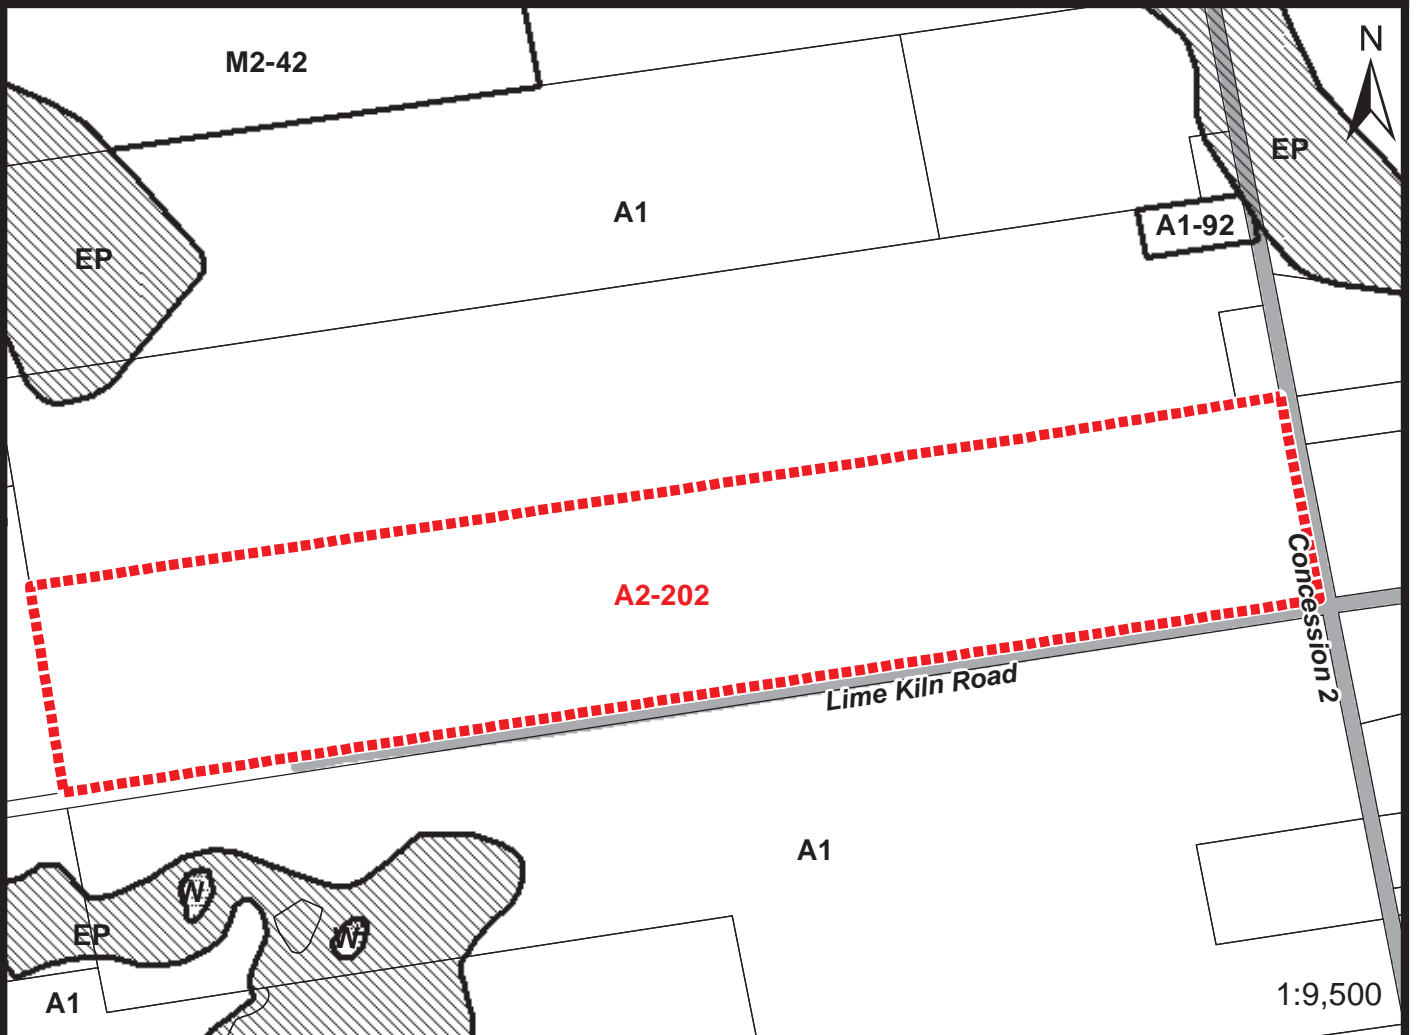 M2-42
N
EP
A1
A1-92
EP
A2-202
Concession 2
Lime Kiln Road
A1
W
EP
W
A1
1:9,500